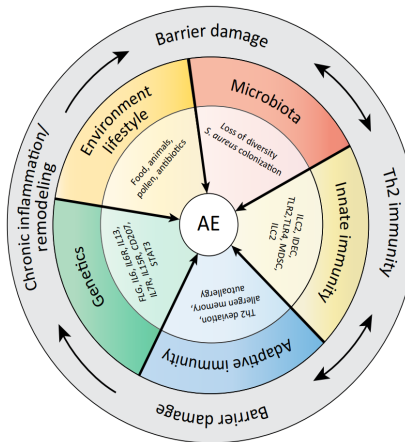 Barrier damage
Microbiota
Loss of diversity
S. aureus colonization
Environment
lifestyle
Food, animals,
pollen, antibiotics
Chronic inflammation/
remodeling
Th2 immunity
AE
Innate immunity
ILC2, IDEC,
TLR2,TLR4, MDSC,
ILC2
Genetics
FLG, IL6, IL6R, IL13,
IL7R, IL15R, CD207,
STAT3
Th2 deviation,
allergen memory,
autoallergy
Adaptive immunity
Barrier damage